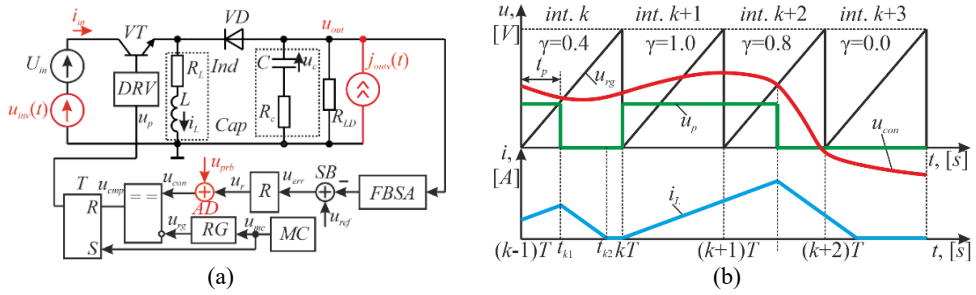 i_in
VT
VD
u_out
U_in
DRV
R_L
Ind
C
u_c
j_outv(t)
L
i_L
R_c
R_LD
u_inv(t)
u_p
Cap
T
u_prb
SB
−
R
u_cmp
==
u_con
AD
u_r
R
u_err
FBSA
u_rg
RG
u_mc
MC
u_ref
S
(a)
u,
[V]
int. k
int. k+1
int. k+2
int. k+3
γ=0.4
γ=1.0
γ=0.8
γ=0.0
t_p
u_rg
u_p
u_con
t, [s]
i,
[A]
i_L
(k-1)T
t_k1
t_k2
kT
(k+1)T
(k+2)T
t, [s]
(b)